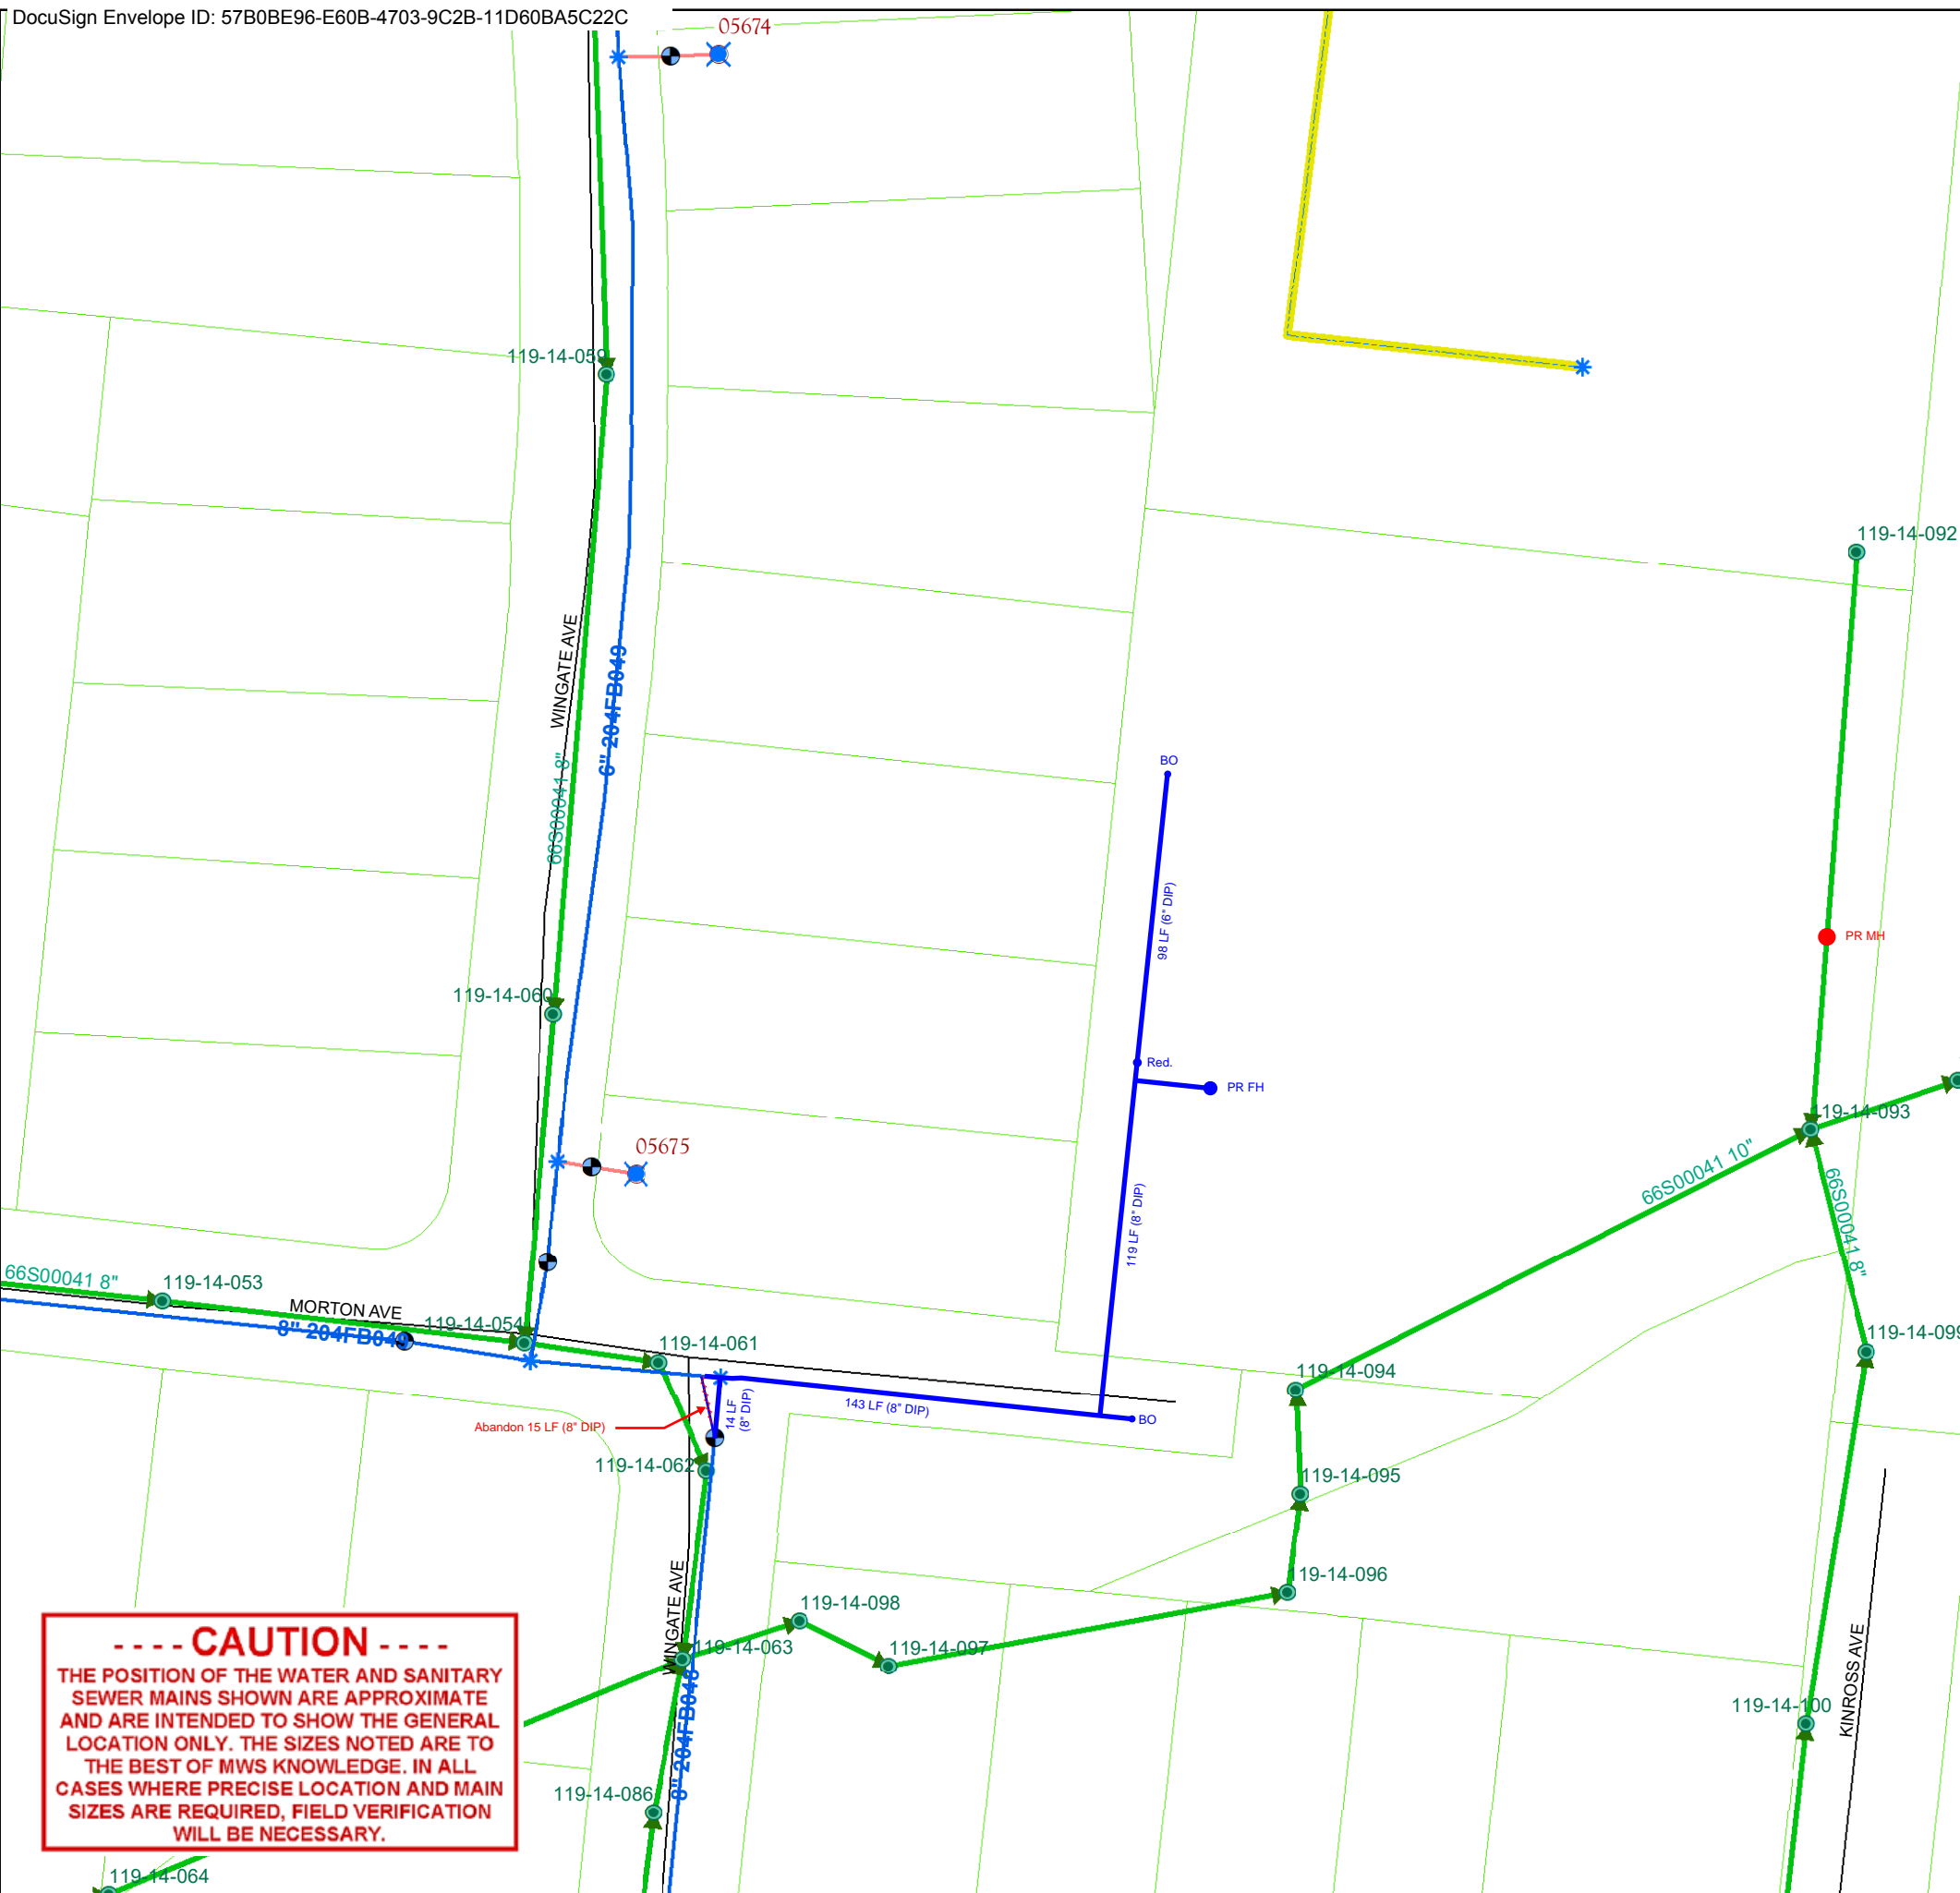 DocuSign Envelope ID: 57B0BE96-E60B-4703-9C2B-11D60BA5C22C
05674
119-14-059
119-14-092
WINGATE AVE
6" 204FB049
66S00041 8"
BO
98 LF (6" DIP)
PR MH
119-14-060
Red.
PR FH
119-14-093
05675
66S00041 10"
66S00041 8"
119 LF (8" DIP)
66S00041 8"
119-14-053
MORTON AVE
8" 204FB049
119-14-054
119-14-061
119-14-099
119-14-094
14 LF
(8" DIP)
143 LF (8" DIP)
BO
Abandon 15 LF (8" DIP)
119-14-062
119-14-095
WINGATE AVE
119-14-096
119-14-098
119-14-063
119-14-097
119-14-100
KINROSS AVE
119-14-086
119-14-064
- - - - CAUTION - - - -
THE POSITION OF THE WATER AND SANITARY
SEWER MAINS SHOWN ARE APPROXIMATE
AND ARE INTENDED TO SHOW THE GENERAL
LOCATION ONLY. THE SIZES NOTED ARE TO
THE BEST OF MWS KNOWLEDGE. IN ALL
CASES WHERE PRECISE LOCATION AND MAIN
SIZES ARE REQUIRED, FIELD VERIFICATION
WILL BE NECESSARY.